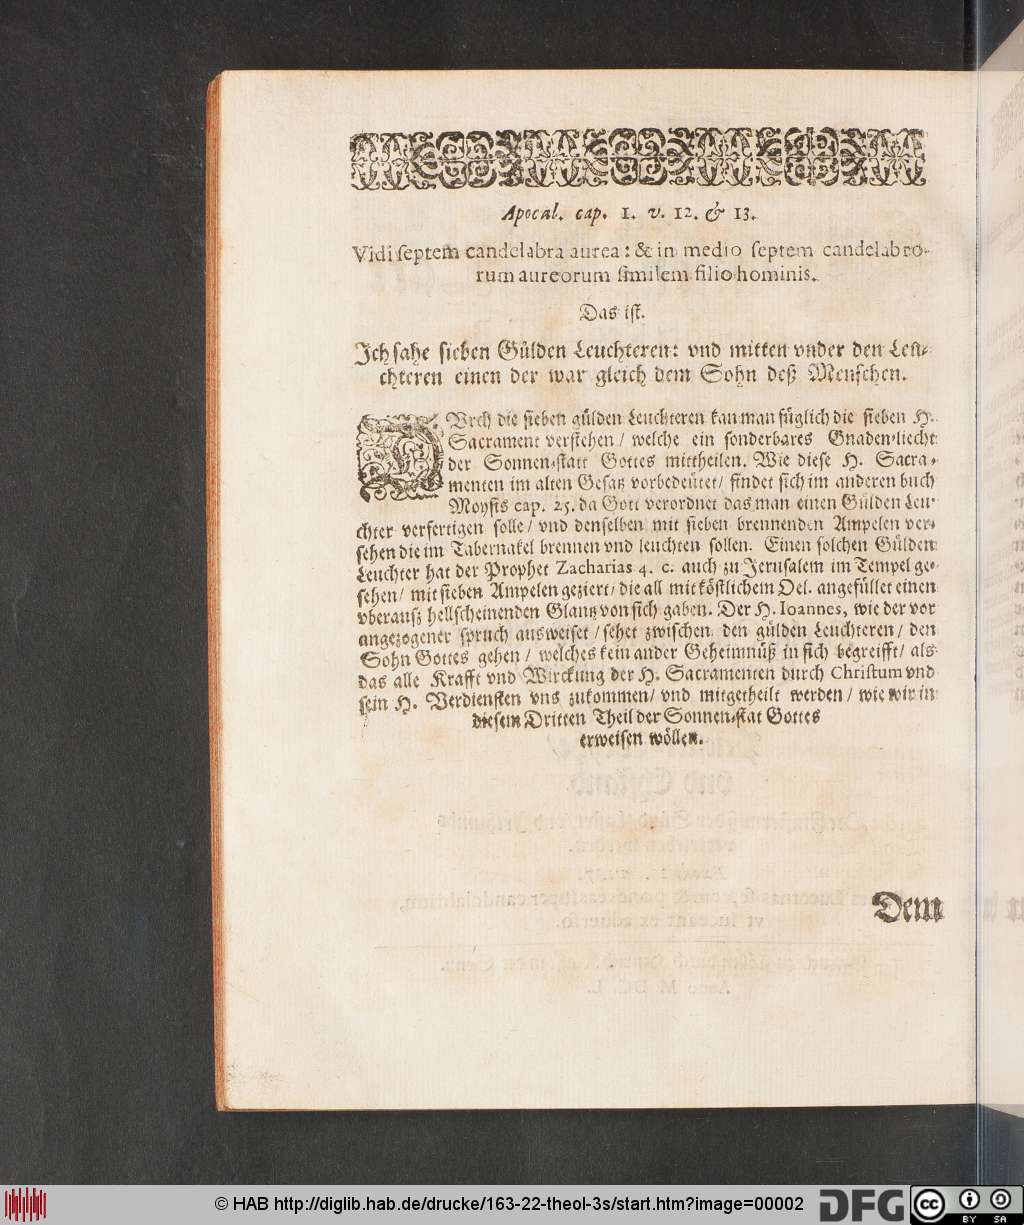 Apocal. cap. 1. v. 12. & 13.
Vidi septem candelabra aurea: & in medio septem candelabro-
rum aureorum similem filio hominis.
Das ist.
Ich sahe sieben Gülden Leuchteren: vnd mitten vnder den Leu-
chteren einen der war gleich dem Sohn deß Menschen.
DVrch die sieben gülden Leuchteren kan man füglich die sieben H.
Sacrament verstehen / welche ein sonderbares Gnaden-liecht
der Sonnen-statt Gottes mittheilen. Wie diese H. Sacra-
menten im alten Gesatz vorbedeütet / findet sich im anderen buch
Moysis cap. 25. da Gott verordnet das man einen Gülden Leu-
chter verfertigen solle / vnd denselben mit sieben brennenden Ampelen ver-
sehen die im Tabernakel brennen vnd leuchten sollen. Einen solchen Gülden
Leuchter hat der Prophet Zacharias 4. c. auch zu Jerusalem im Tempel ge-
sehen / mit sieben Ampelen geziert / die all mit köstlichem Oel. angefüllet einen
vberauß hellscheinenden Glantz von sich gaben. Der H. Ioannes, wie der vor
angezogener spruch ausweiset / sehet zwischen den gülden Leuchteren / den
Sohn Gottes gehen / welches kein ander Geheimnüß in sich begreifft / als
das alle Krafft vnd Wirckung der H. Sacramenten durch Christum vnd
sein H. Verdiensten vns zukommen / vnd mitgetheilt werden / wie wir in
diesem Dritten Theil der Sonnen-stat Gottes
erweisen wöllen.
Dem
© HAB http://diglib.hab.de/drucke/163-22-theol-3s/start.htm?image=00002
DFG
cc
BY SA